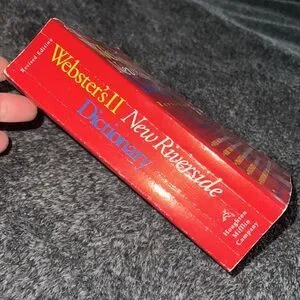 Revised Edition
Webster's II New Riverside
Dictionary
Houghton
Mifflin
Company